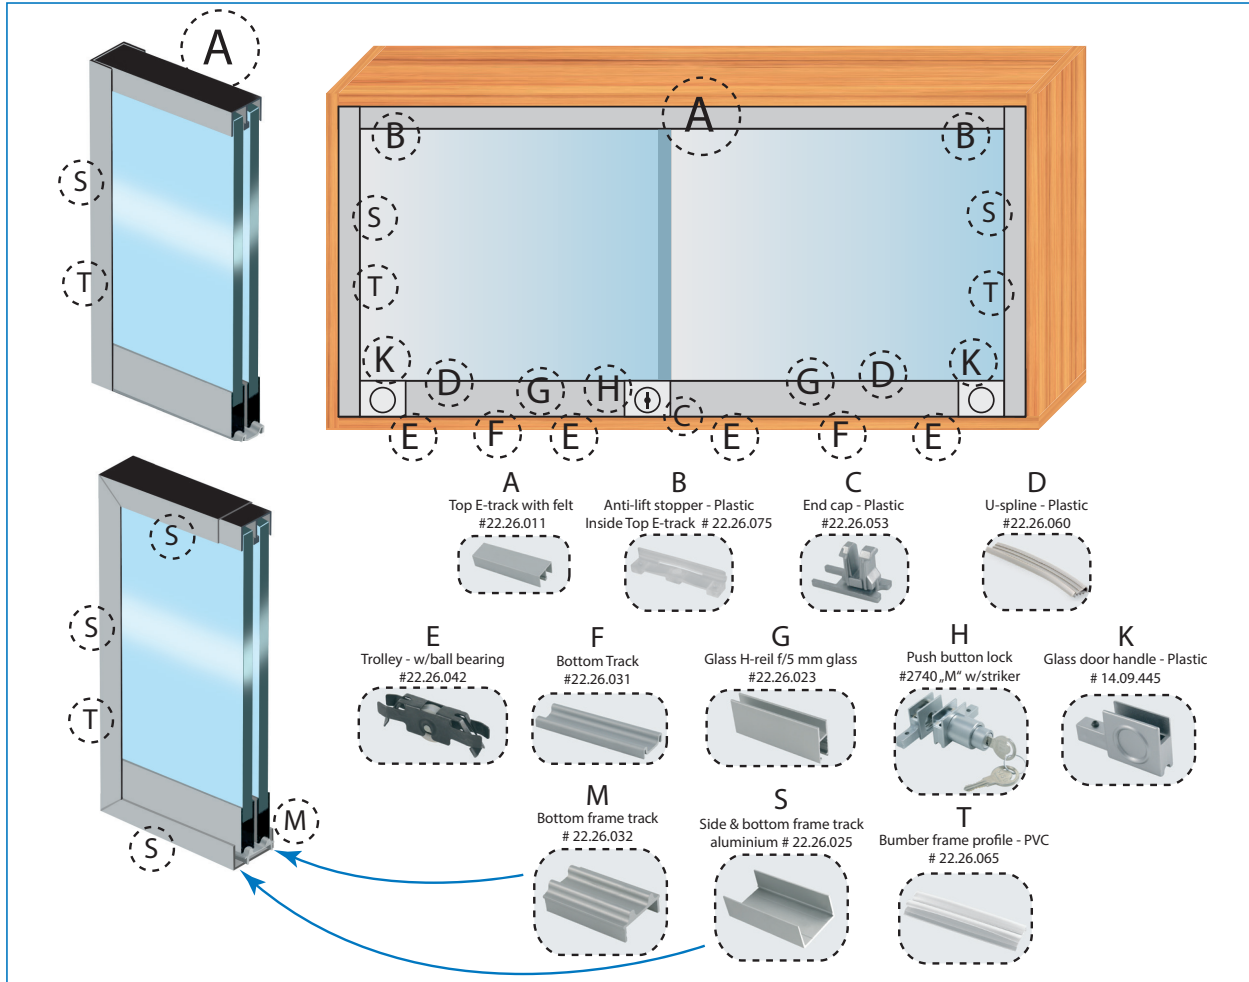 A
A
B
B
S
S
S
T
T
T
K
K
D
D
G
G
H
C
E
F
E
E
F
E
S
S
T
S
M
A
Top E-track with felt
#22.26.011
B
Anti-lift stopper - Plastic
Inside Top E-track # 22.26.075
C
End cap - Plastic
#22.26.053
D
U-spline - Plastic
#22.26.060
E
Trolley - w/ball bearing
#22.26.042
F
Bottom Track
#22.26.031
G
Glass H-reil f/5 mm glass
#22.26.023
H
Push button lock
#2740 „M“ w/striker
K
Glass door handle - Plastic
# 14.09.445
M
Bottom frame track
# 22.26.032
S
Side & bottom frame track
aluminium # 22.26.025
T
Bumber frame profile - PVC
# 22.26.065